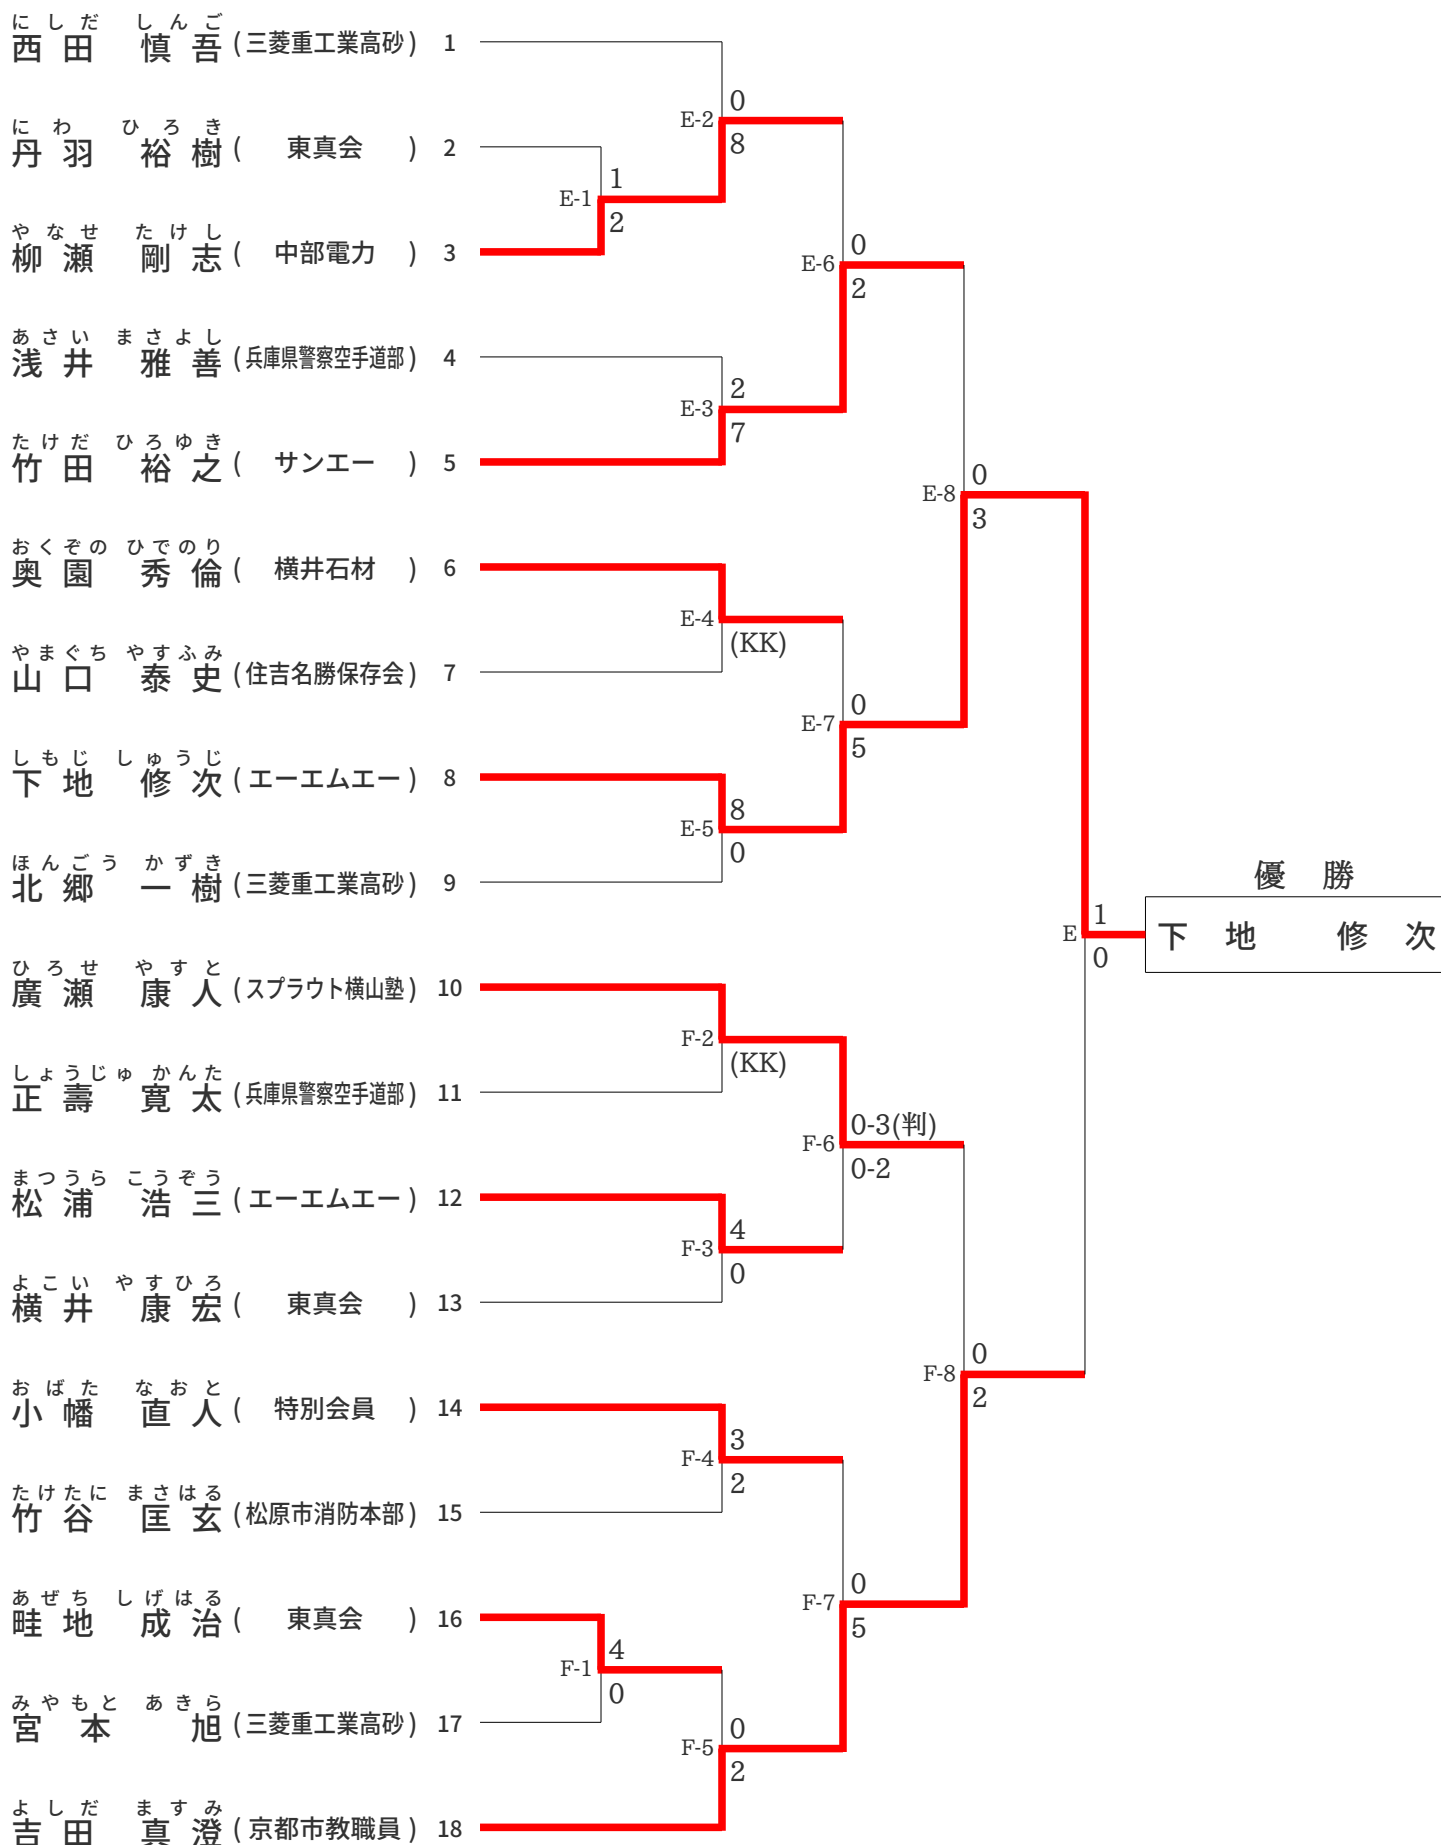 にしだ しんご
西田 慎吾 (三菱重工業高砂) 1
0
E-2
8
にわ ひろき
丹羽 裕樹 ( 東真会 ) 2
1
E-1
2
やなせ たけし
柳瀬 剛志 ( 中部電力 ) 3
0
E-6
2
あさい まさよし
浅井 雅善 (兵庫県警察空手道部) 4
2
E-3
7
たけだ ひろゆき
竹田 裕之 ( サンエー ) 5
0
E-8
3
おくぞの ひでのり
奥園 秀倫 ( 横井石材 ) 6
E-4
(KK)
やまぐち やすふみ
山口 泰史 (住吉名勝保存会) 7
0
E-7
5
しもじ しゅうじ
下地 修次 (エーエムエー) 8
8
E-5
0
ほんごう かずき
北郷 一樹 (三菱重工業高砂) 9
優 勝
1
E
0
下 地 修 次
ひろせ やすと
廣瀬 康人 (スプラウト横山塾) 10
F-2
(KK)
しょうじゅ かんた
正壽 寛太 (兵庫県警察空手道部) 11
0-3(判)
F-6
0-2
まつうら こうぞう
松浦 浩三 (エーエムエー) 12
4
F-3
0
よこい やすひろ
横井 康宏 ( 東真会 ) 13
0
F-8
2
おばた なおと
小幡 直人 ( 特別会員 ) 14
3
F-4
2
たけたに まさはる
竹谷 匡玄 (松原市消防本部) 15
0
F-7
5
あぜち しげはる
畦地 成治 ( 東真会 ) 16
4
F-1
0
みやもと あきら
宮本 旭 (三菱重工業高砂) 17
0
F-5
2
よしだ ますみ
吉田 真澄 (京都市教職員) 18